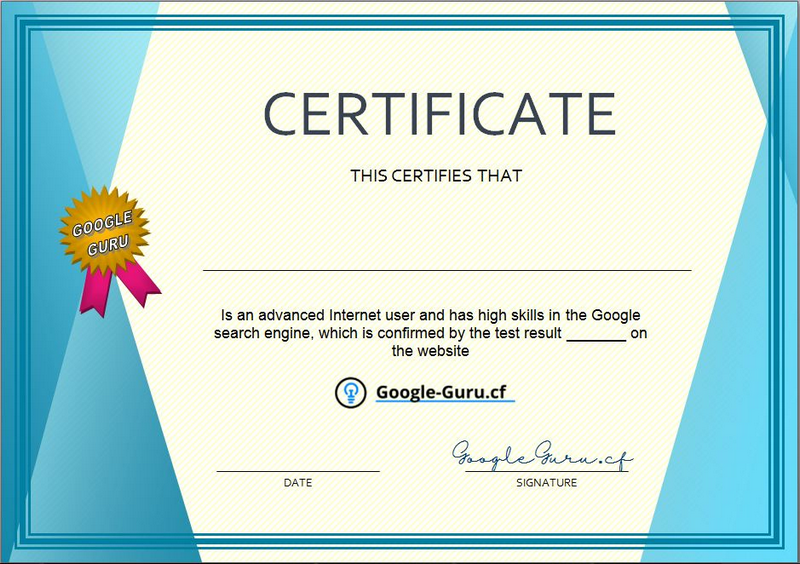 CERTIFICATE
THIS CERTIFIES THAT
GOOGLE
GURU
Is an advanced Internet user and has high skills in the Google
search engine, which is confirmed by the test result _______ on
the website
Google-Guru.cf
GoogleGuru.cf
DATE
SIGNATURE